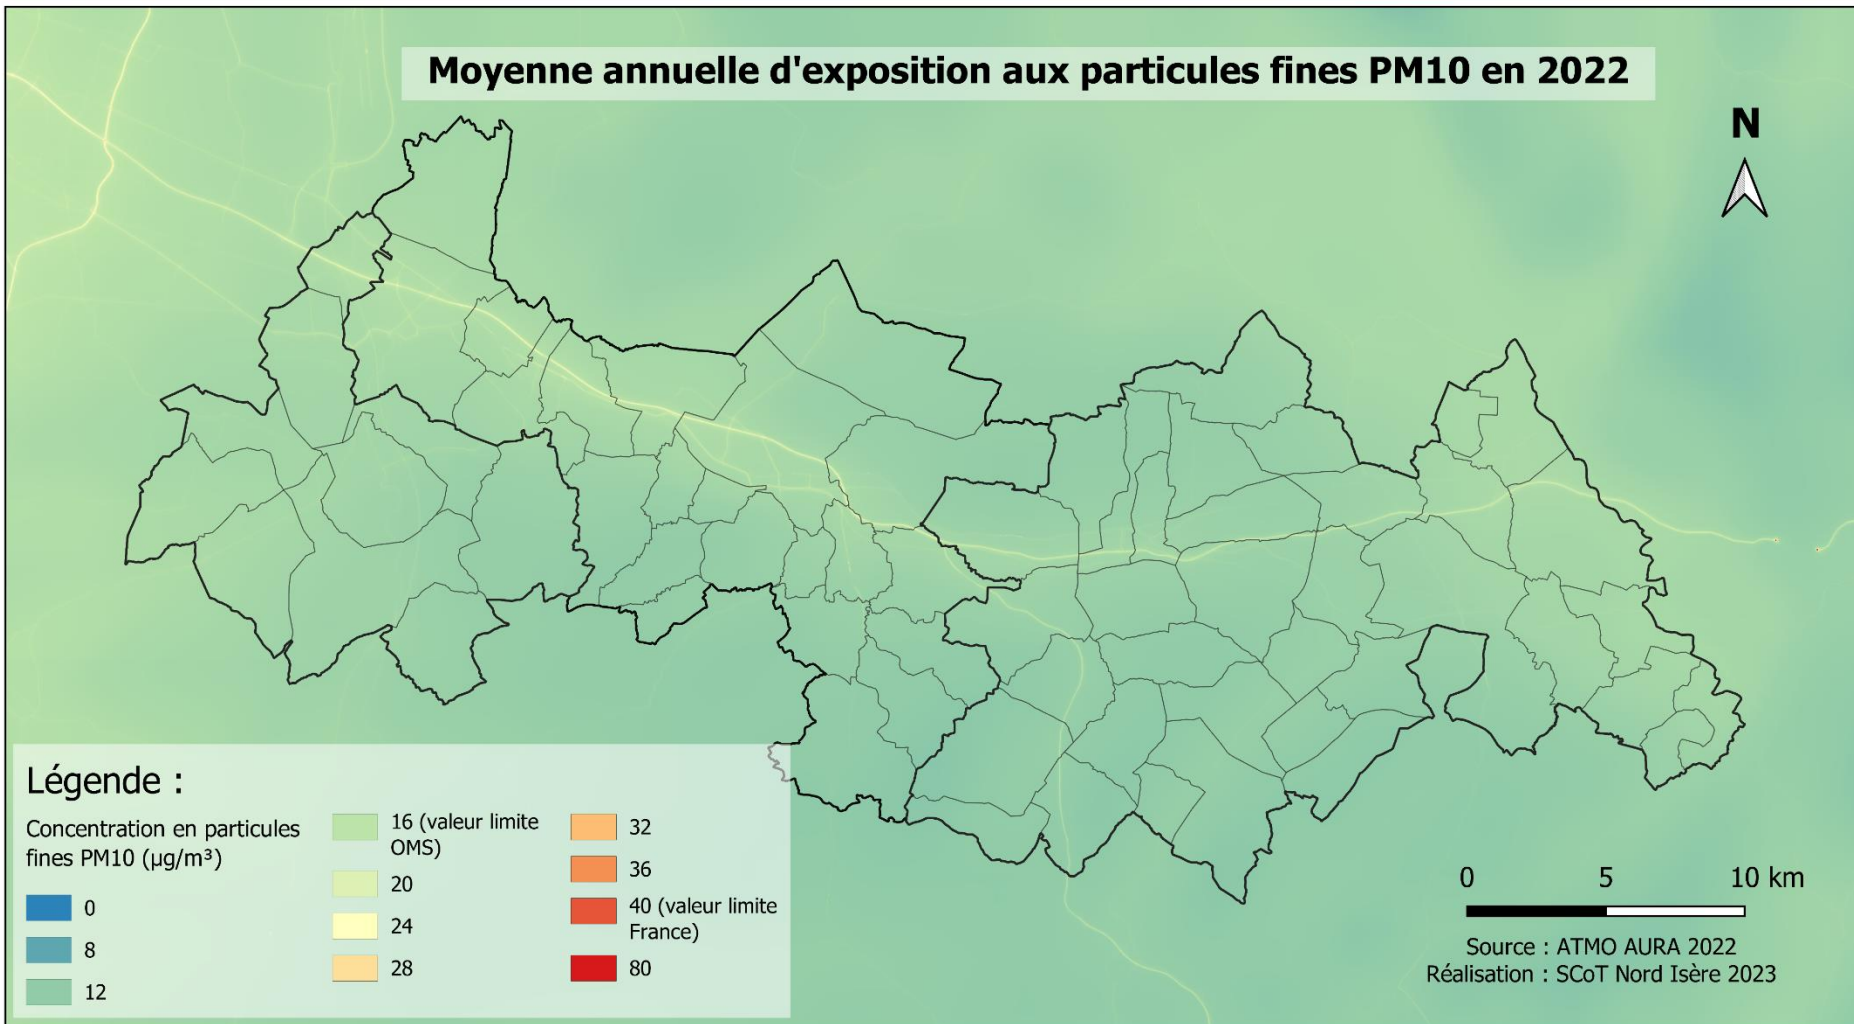 Moyenne annuelle d'exposition aux particules fines PM10 en 2022
N
Légende :
Concentration en particules
fines PM10 (µg/m³)
0
8
12
16 (valeur limite
OMS)
20
24
28
32
36
40 (valeur limite
France)
80
0 5 10 km
Source : ATMO AURA 2022
Réalisation : SCoT Nord Isère 2023